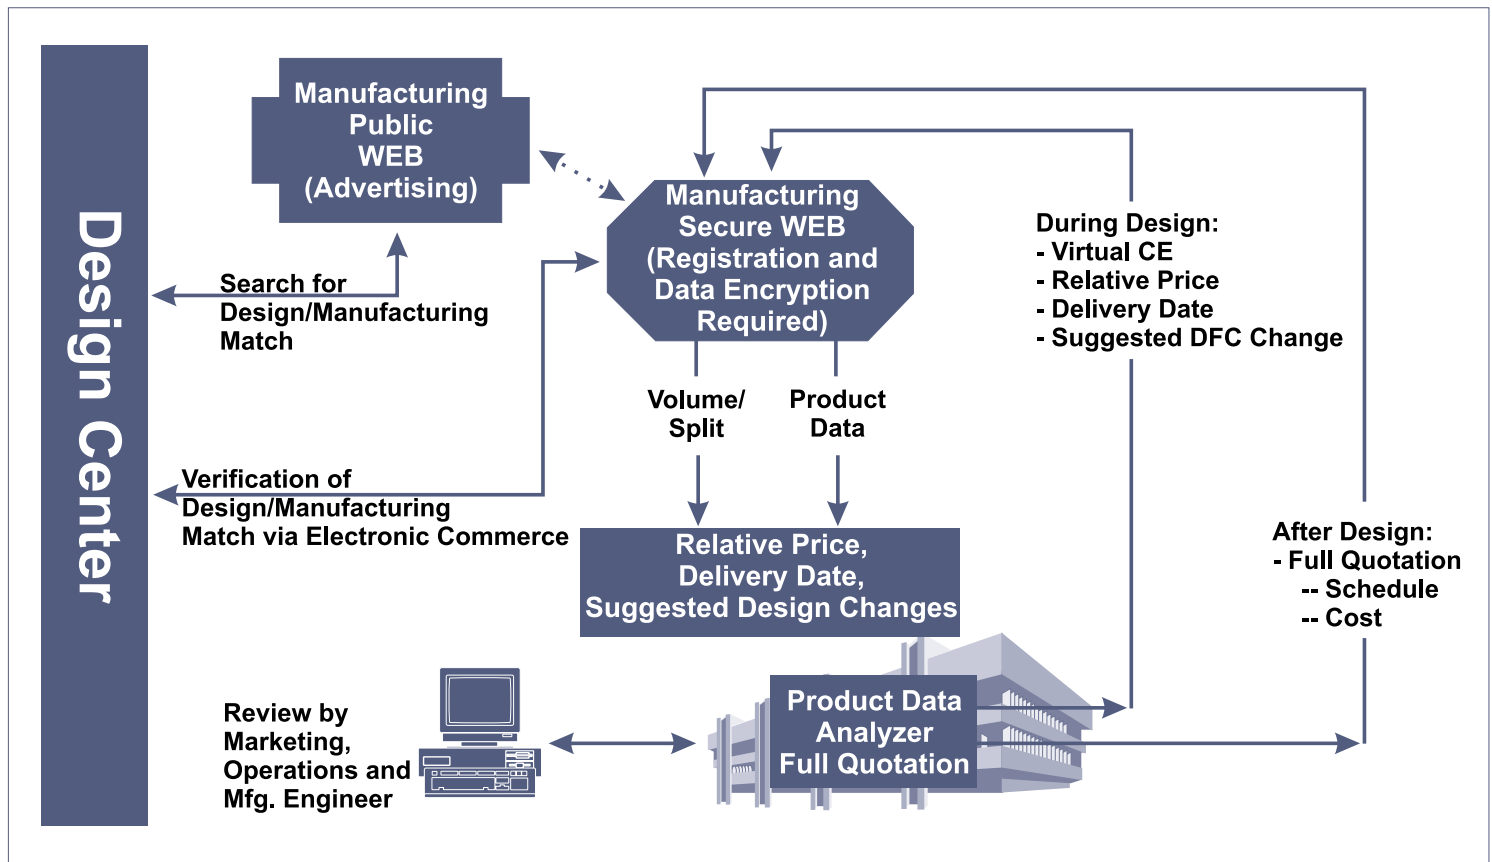 Design Center
Manufacturing
Public
WEB
(Advertising)
Manufacturing
Secure WEB
(Registration and
Data Encryption
Required)
During Design:
- Virtual CE
- Relative Price
- Delivery Date
- Suggested DFC Change
Search for
Design/Manufacturing
Match
Volume/
Split
Product
Data
Verification of
Design/Manufacturing
Match via Electronic Commerce
Relative Price,
Delivery Date,
Suggested Design Changes
After Design:
- Full Quotation
-- Schedule
-- Cost
Review by
Marketing,
Operations and
Mfg. Engineer
Product Data
Analyzer
Full Quotation